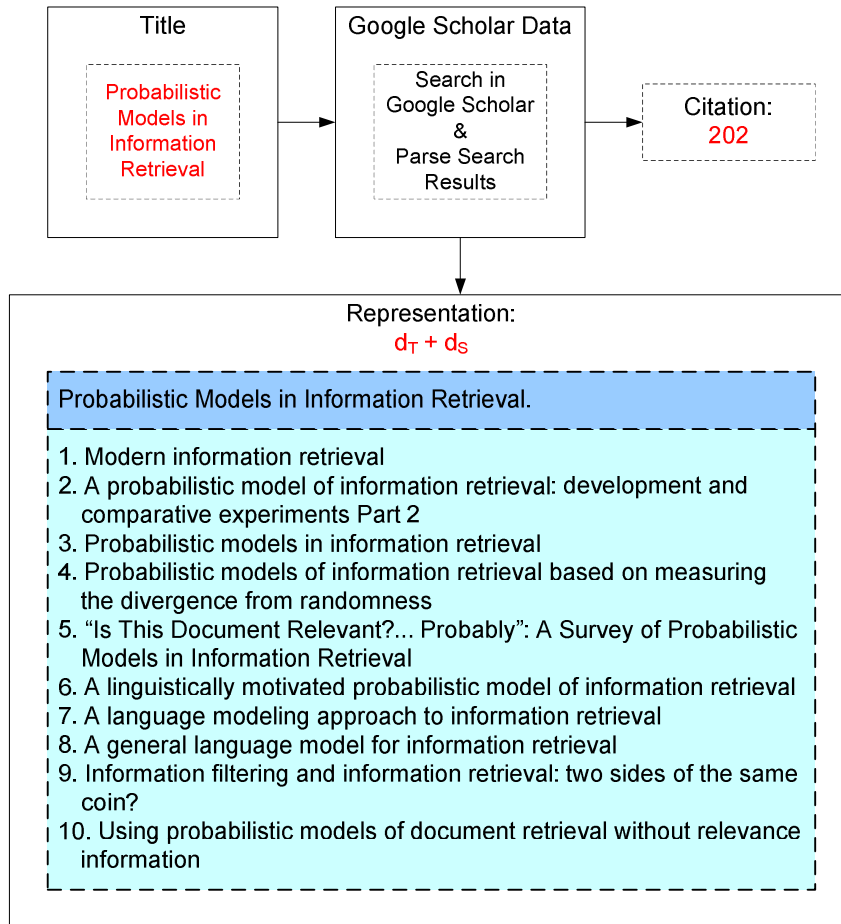 Title
Probabilistic
Models in
Information
Retrieval
Google Scholar Data
Search in
Google Scholar
&
Parse Search
Results
Citation:
202
Representation:
dT + dS
Probabilistic Models in Information Retrieval.
1. Modern information retrieval
2. A probabilistic model of information retrieval: development and
comparative experiments Part 2
3. Probabilistic models in information retrieval
4. Probabilistic models of information retrieval based on measuring
the divergence from randomness
5. “Is This Document Relevant?... Probably”: A Survey of Probabilistic
Models in Information Retrieval
6. A linguistically motivated probabilistic model of information retrieval
7. A language modeling approach to information retrieval
8. A general language model for information retrieval
9. Information filtering and information retrieval: two sides of the same
coin?
10. Using probabilistic models of document retrieval without relevance
information